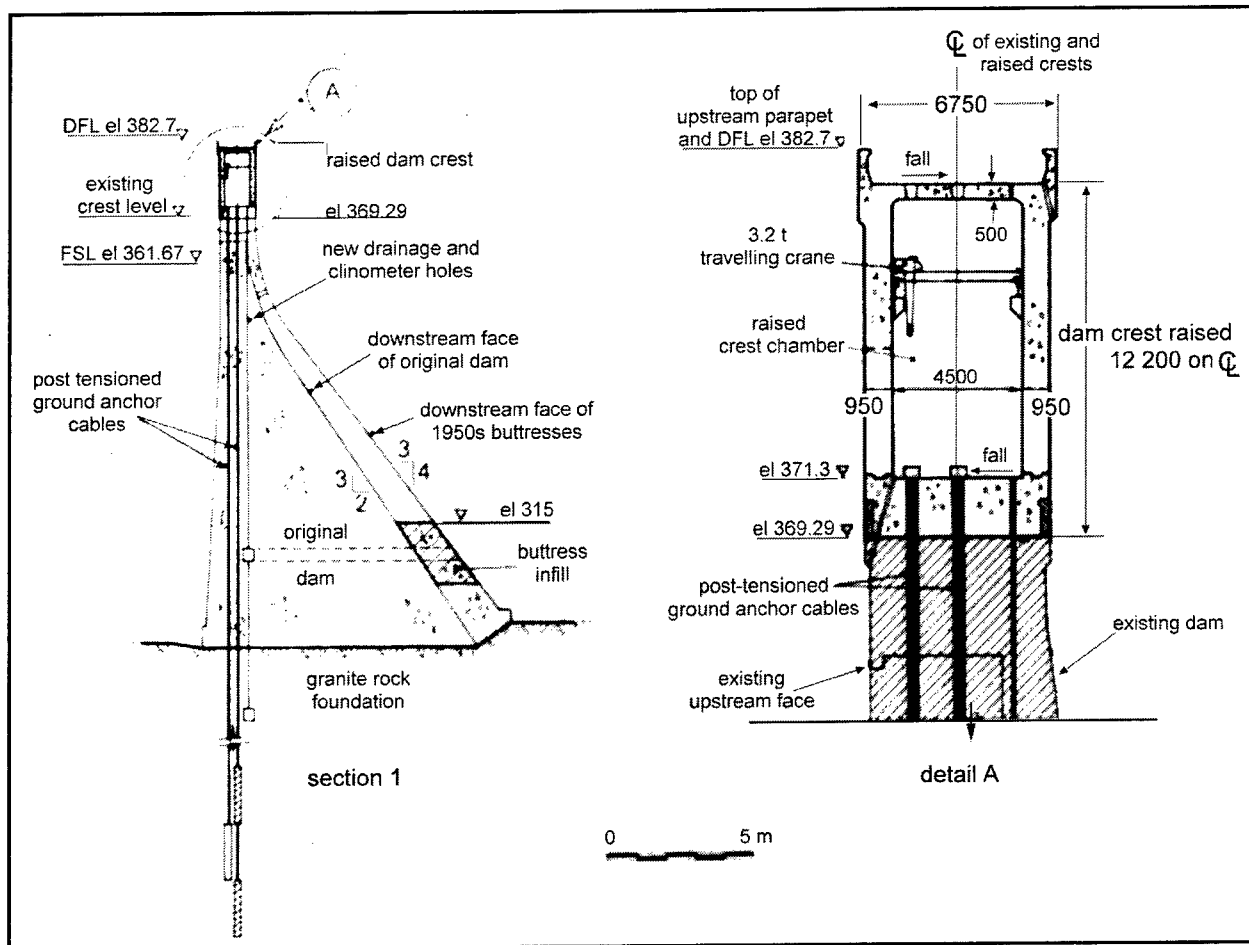 A
DFL el 382.7
raised dam crest
existing
crest level
el 369.29
FSL el 361.67
new drainage and
clinometer holes
downstream face
of original dam
post tensioned
ground anchor
cables
downstream face of
1950s buttresses
3
4
3
2
el 315
original
dam
buttress
infill
granite rock
foundation
section 1
℄ of existing and
raised crests
6750
top of
upstream parapet
and DFL el 382.7
fall
500
3.2 t
travelling crane
raised
crest chamber
dam crest raised
12 200 on ℄
4500
950
950
fall
el 371.3
el 369.29
post-tensioned
ground anchor cables
existing dam
existing
upstream face
detail A
0
5 m